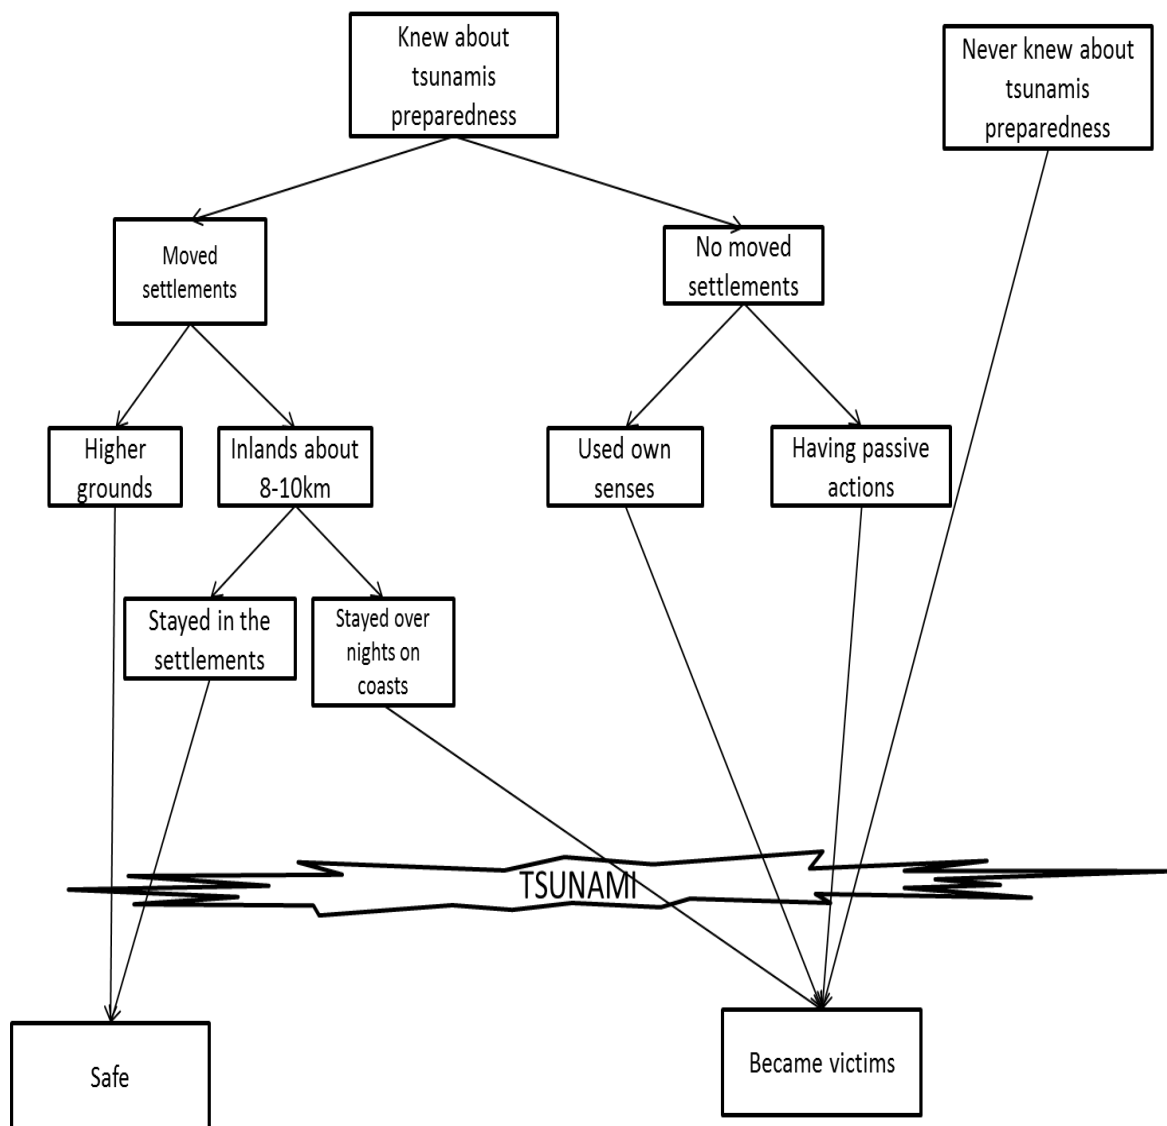 Knew about
tsunamis
preparedness
Never knew about
tsunamis
preparedness
Moved
settlements
No moved
settlements
Higher
grounds
Inlands about
8-10km
Used own
senses
Having passive
actions
Stayed in the
settlements
Stayed over
nights on
coasts
TSUNAMI
Safe
Became victims